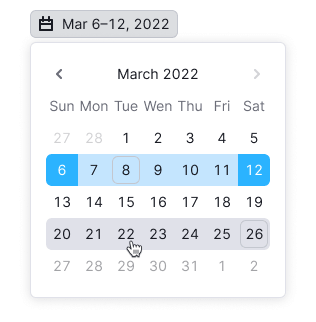 Mar 6–12, 2022
March 2022
Sun Mon Tue Wen Thu Fri Sat
27 28 1 2 3 4 5
6 7 8 9 10 11 12
13 14 15 16 17 18 19
20 21 22 23 24 25 26
27 28 29 30 31 1 2